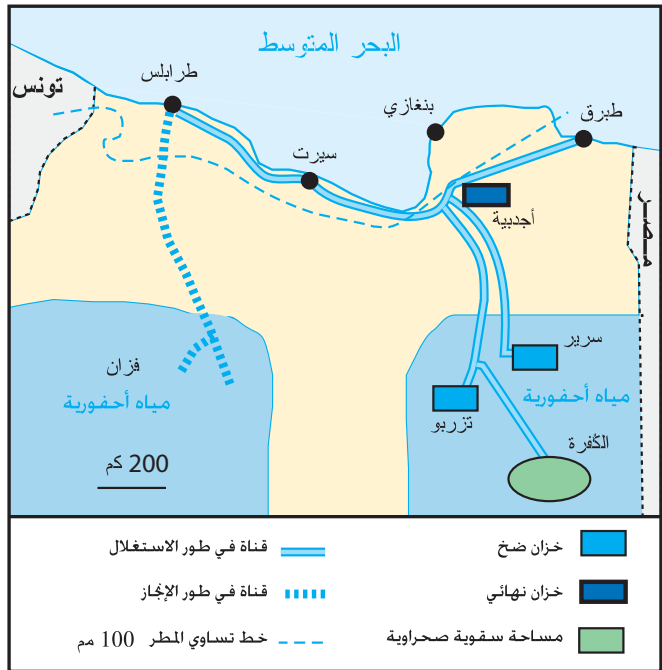 البحر المتوسط
طرابلس
تونس
بنغازي
طبرق
سيرت
أجدبية
مصر
سرير
فزان
مياه أحفورية
مياه أحفورية
تزربو
الكُفرة
200 كم
خزان ضخ
قناة في طور الاستغلال
خزان نهائي
قناة في طور الإنجاز
مساحة سقوية صحراوية
خط تساوي المطر 100 مم